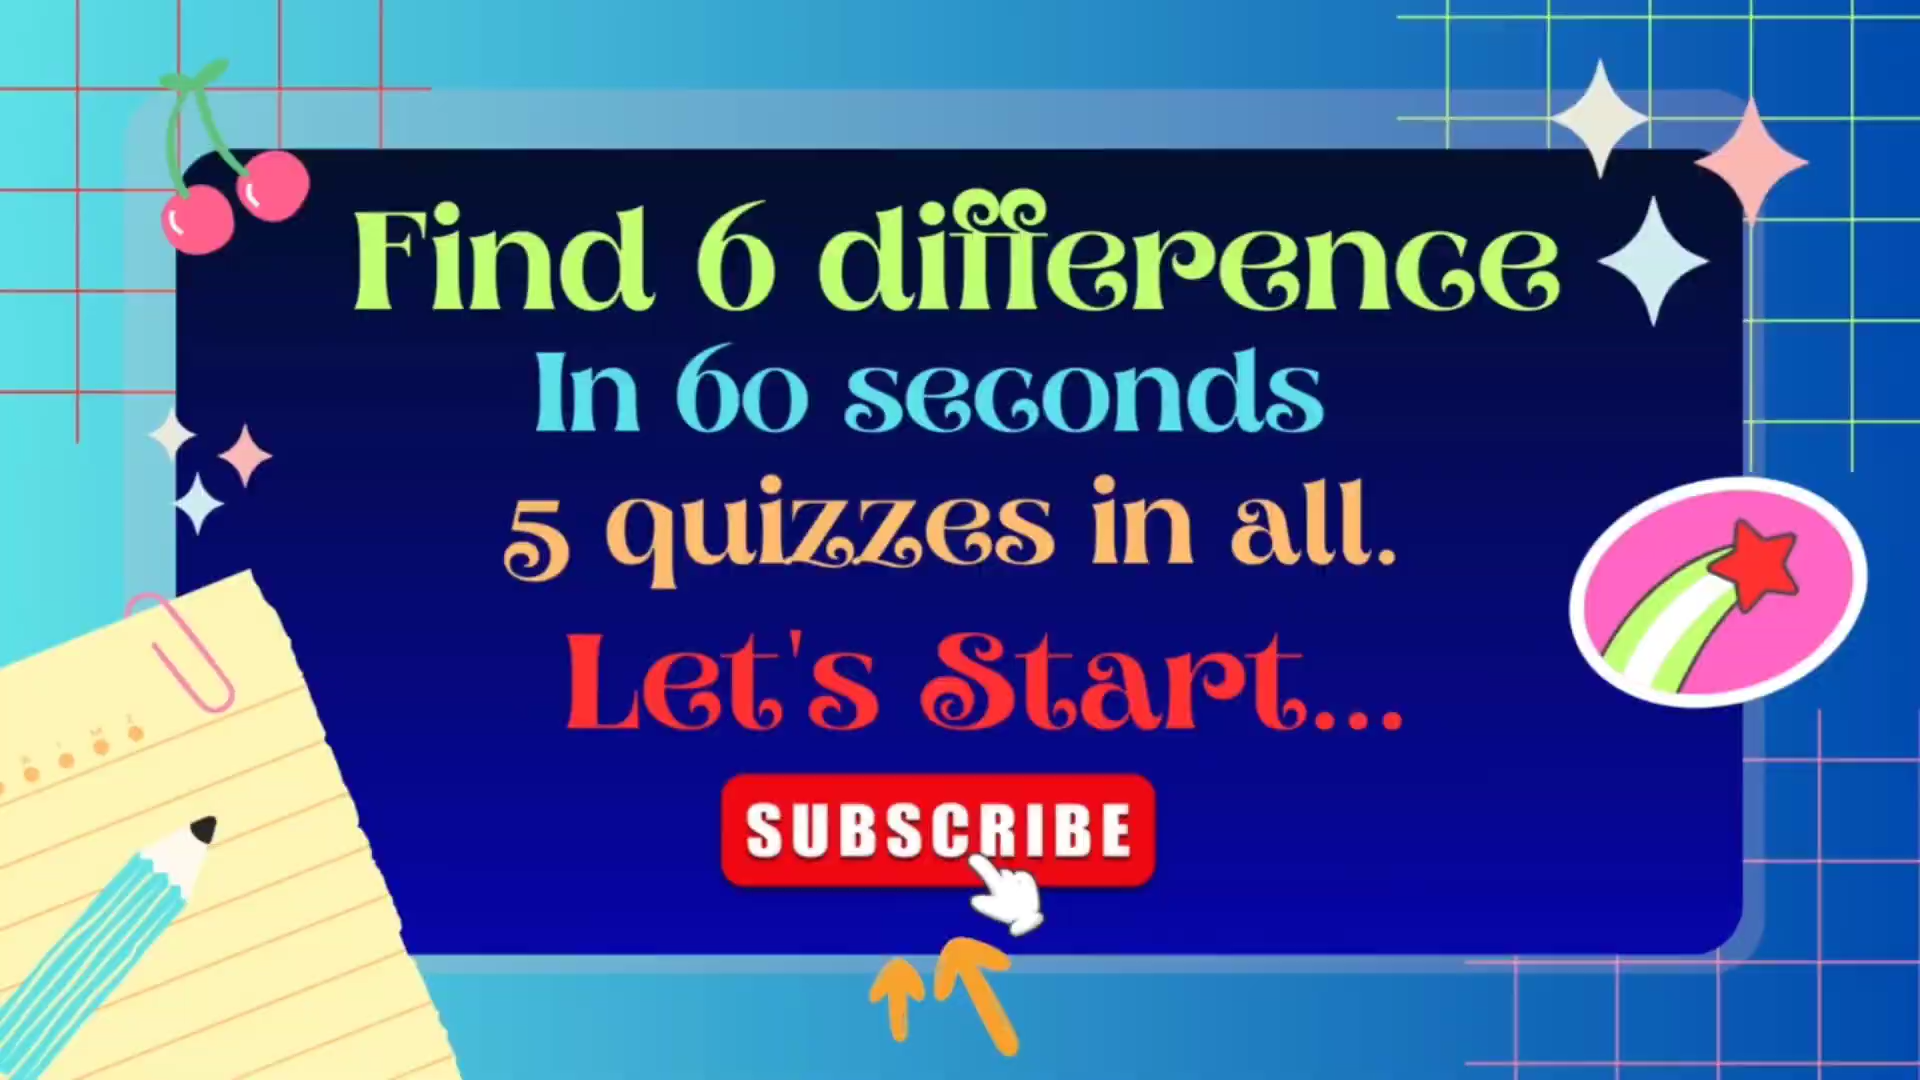 Find 6 difference
In 60 seconds
5 quizzes in all.
Let's Start...
SUBSCRIBE